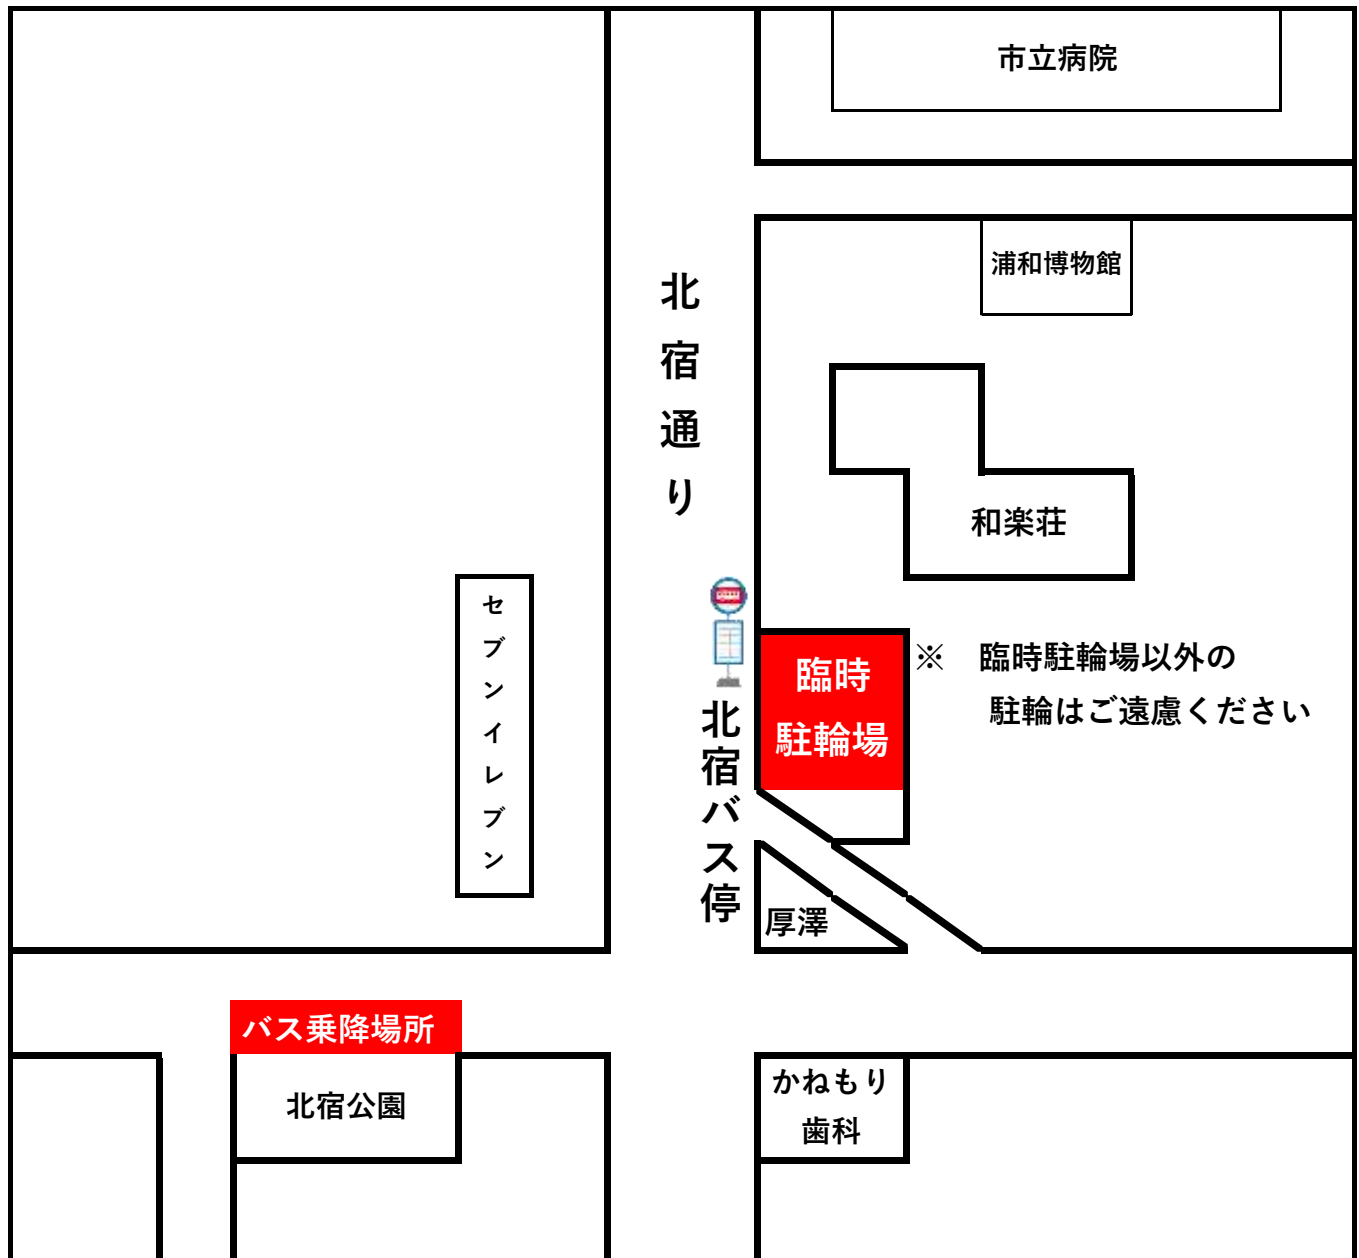 市立病院
浦和博物館
北宿通り
和楽荘
セブンイレブン
臨時
駐輪場
※　臨時駐輪場以外の
駐輪はご遠慮ください
北宿バス停
厚澤
バス乗降場所
北宿公園
かねもり
歯科